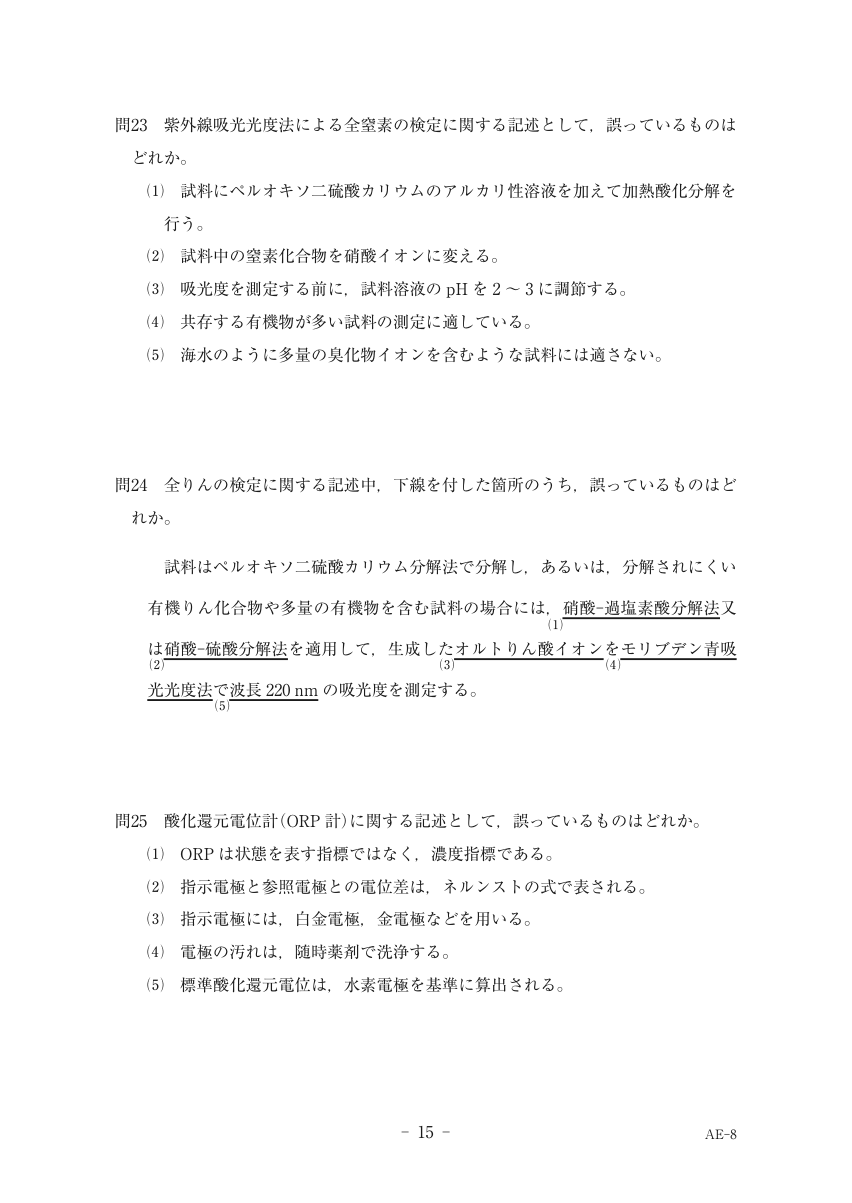 問23　紫外線吸光光度法による全窒素の検定に関する記述として，誤っているものは
どれか。
⑴　試料にペルオキソ二硫酸カリウムのアルカリ性溶液を加えて加熱酸化分解を
行う。
⑵　試料中の窒素化合物を硝酸イオンに変える。
⑶　吸光度を測定する前に，試料溶液の pH を 2 ～ 3 に調節する。
⑷　共存する有機物が多い試料の測定に適している。
⑸　海水のように多量の臭化物イオンを含むような試料には適さない。
問24　全りんの検定に関する記述中，下線を付した箇所のうち，誤っているものはど
れか。
試料はペルオキソ二硫酸カリウム分解法で分解し，あるいは，分解されにくい
有機りん化合物や多量の有機物を含む試料の場合には，硝酸−過塩素酸分解法又
⑴
は硝酸−硫酸分解法を適用して，生成したオルトりん酸イオンをモリブデン青吸
⑵ ⑶ ⑷
光光度法で波長 220 nm の吸光度を測定する。
⑸
問25　酸化還元電位計（ORP 計）に関する記述として，誤っているものはどれか。
⑴　ORP は状態を表す指標ではなく，濃度指標である。
⑵　指示電極と参照電極との電位差は，ネルンストの式で表される。
⑶　指示電極には，白金電極，金電極などを用いる。
⑷　電極の汚れは，随時薬剤で洗浄する。
⑸　標準酸化還元電位は，水素電極を基準に算出される。
− 15 −
AE−8